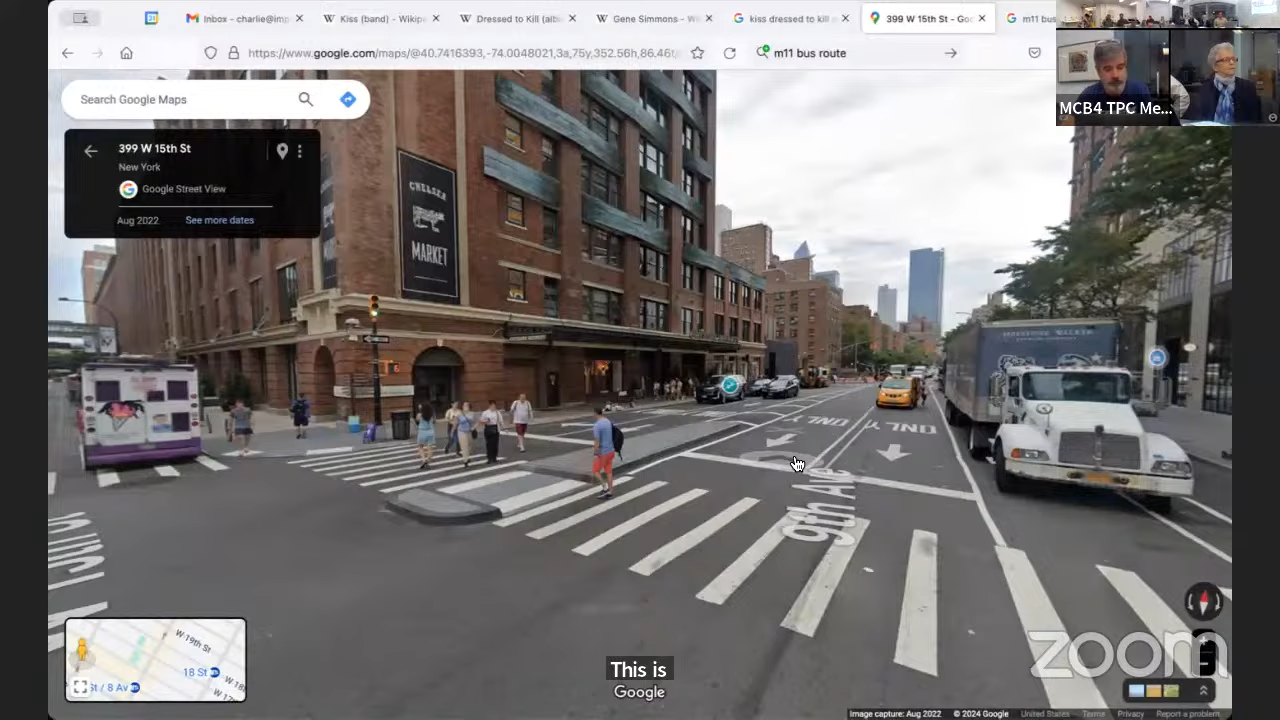 Inbox - charlie@imp
Kiss (band) - Wikipe
Dressed to Kill (alb
Gene Simmons - Wi
kiss dressed to kill
399 W 15th St - Goo
m11 bus
https://www.google.com/maps/@40.7416393,-74.0048021,3a,75y,352.56h,86.46t
m11 bus route
MCB4 TPC Me...
Search Google Maps
399 W 15th St
New York
Google Street View
Aug 2022
See more dates
CHELSEA
MARKET
ONLY
ONLY
9th Ave
W 19th St
18 St
St / 8 Av
W 18
This is
Google
zoom
Image capture: Aug 2022 © 2024 Google United States Terms Privacy Report a problem